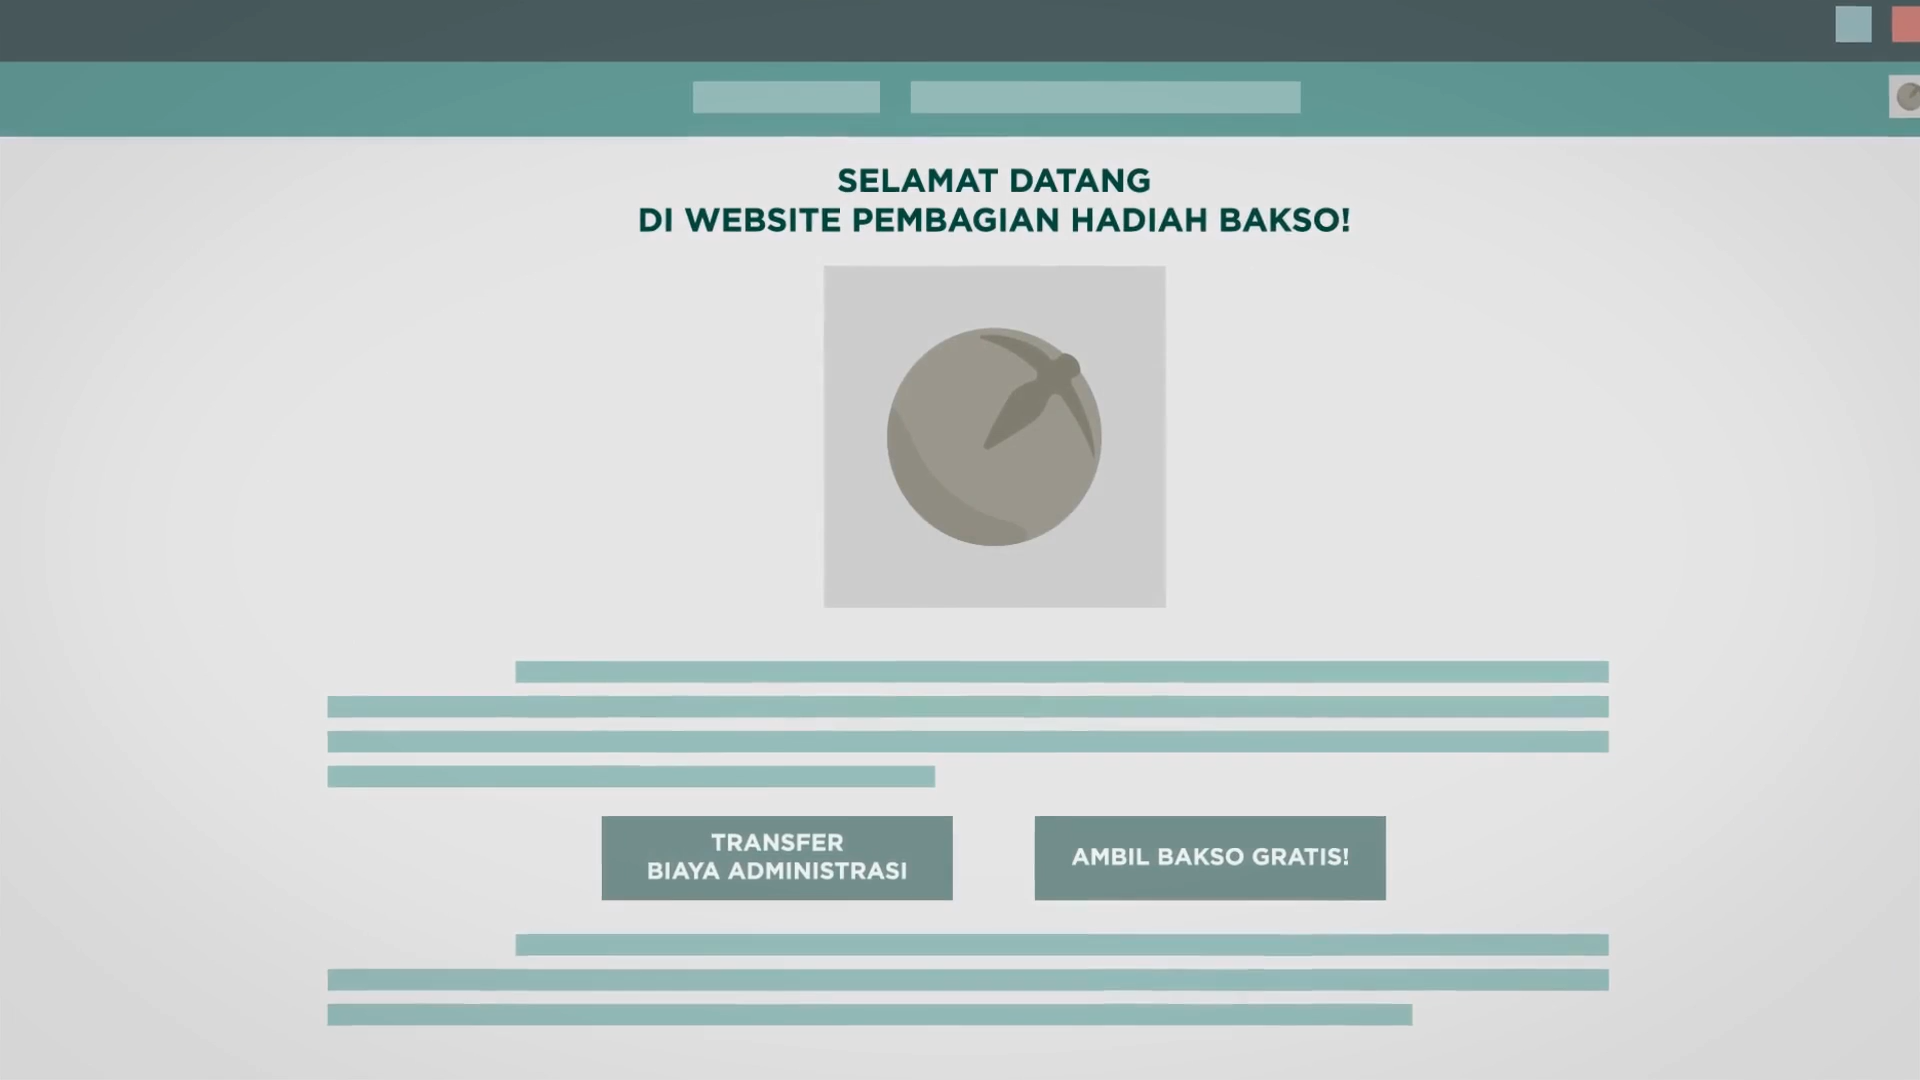 SELAMAT DATANG
DI WEBSITE PEMBAGIAN HADIAH BAKSO!
TRANSFER
BIAYA ADMINISTRASI
AMBIL BAKSO GRATIS!